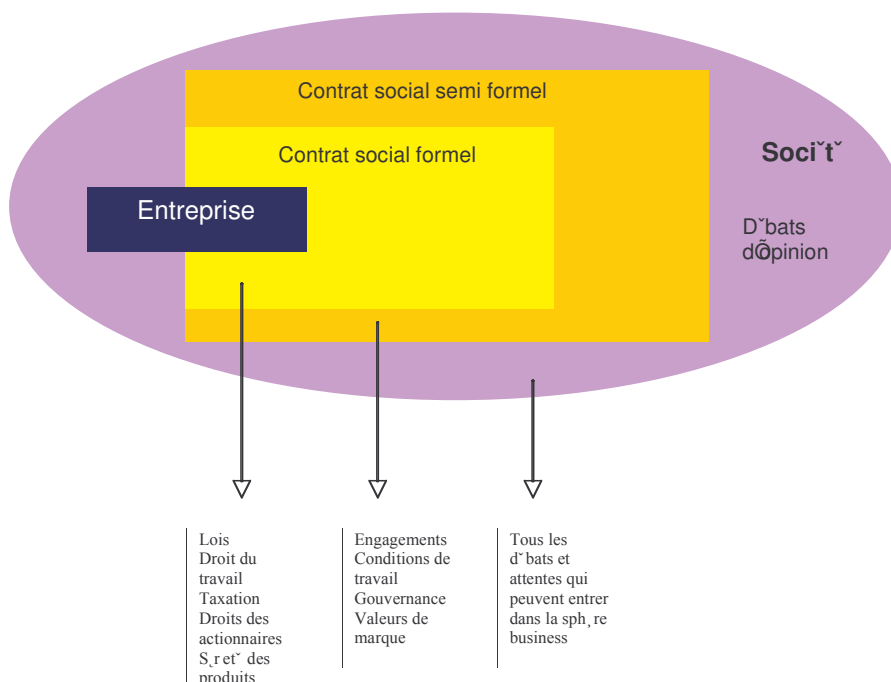 Contrat social semi formel
Contrat social formel
Sociˇtˇ
Entreprise
Dˇbats
dÕopinion
Lois
Droit du
travail
Taxation
Droits des
actionnaires
S¸retˇ des
produits
Engagements
Conditions de
travail
Gouvernance
Valeurs de
marque
Tous les
dˇbats et
attentes qui
peuvent entrer
dans la sph¸re
business